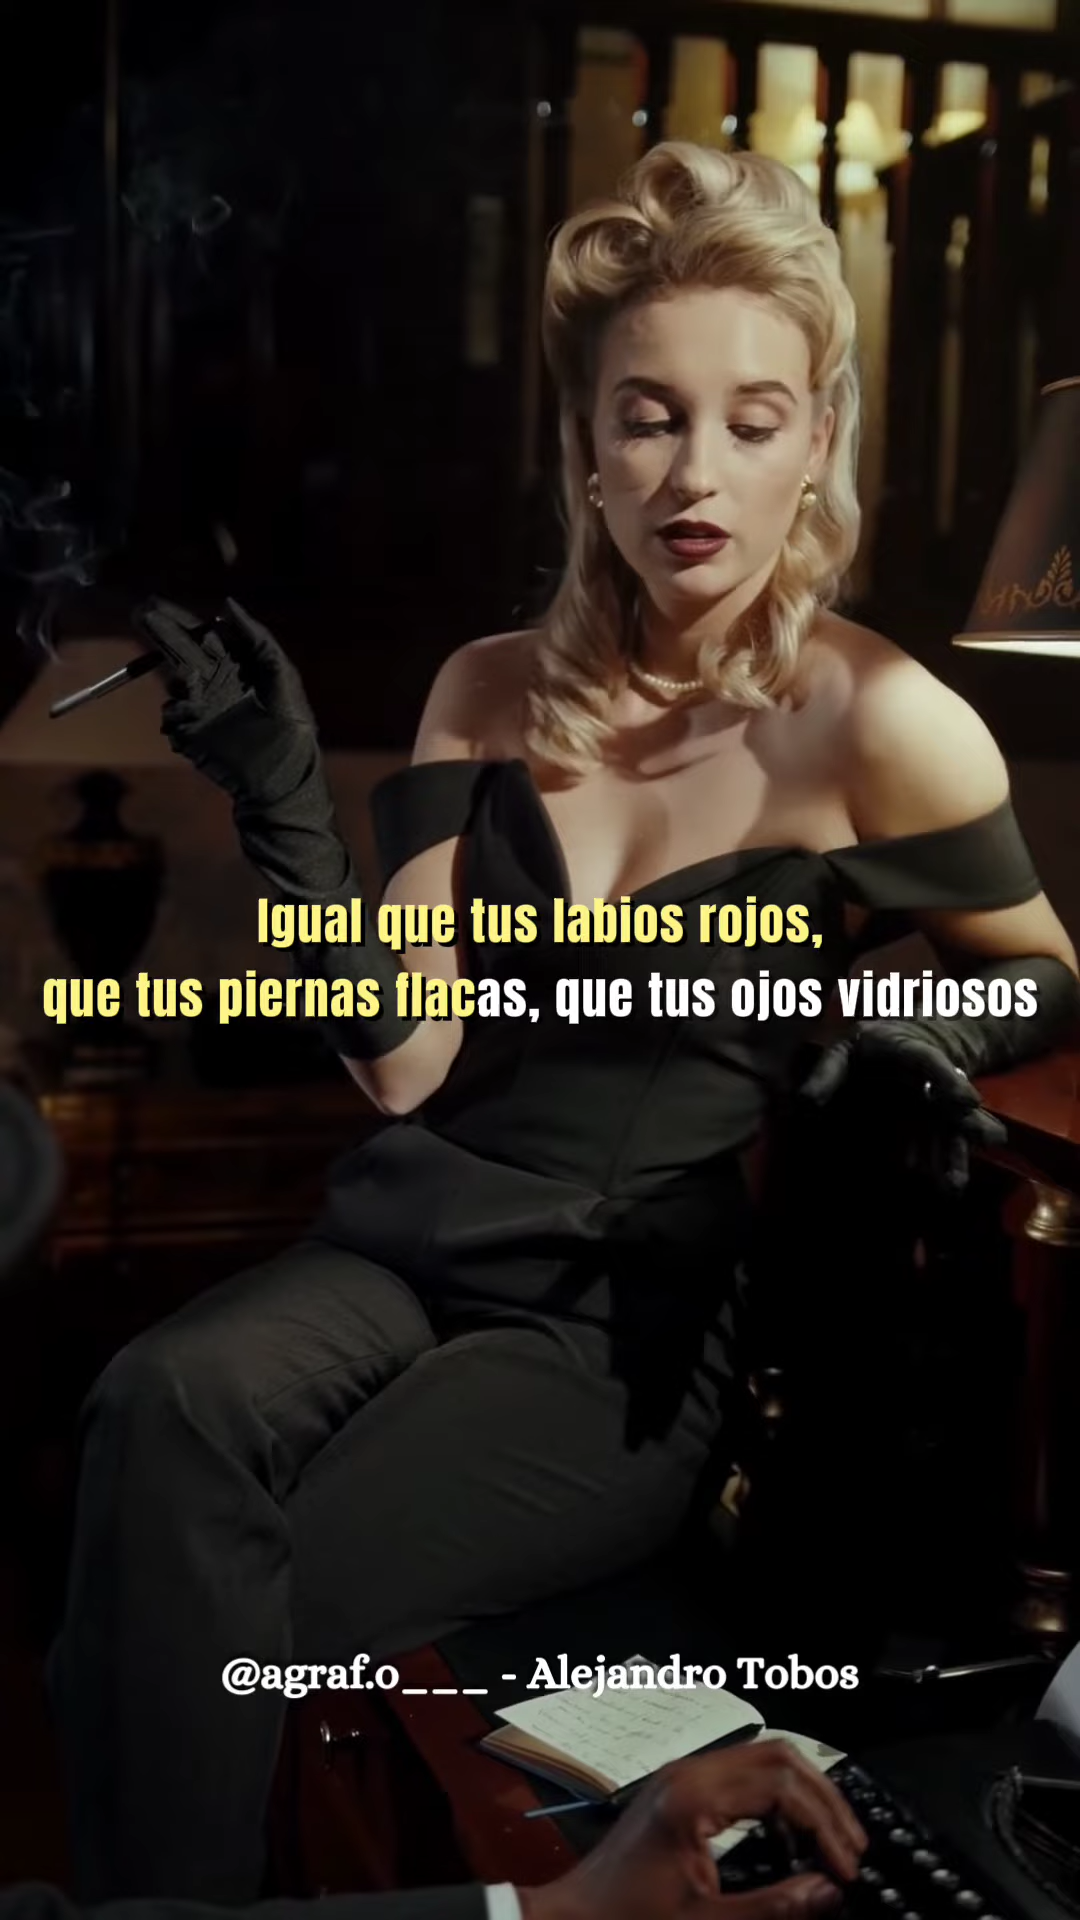 Igual que tus labios rojos,
que tus piernas flacas, que tus ojos vidriosos
@agraf.o___ - Alejandro Tobos